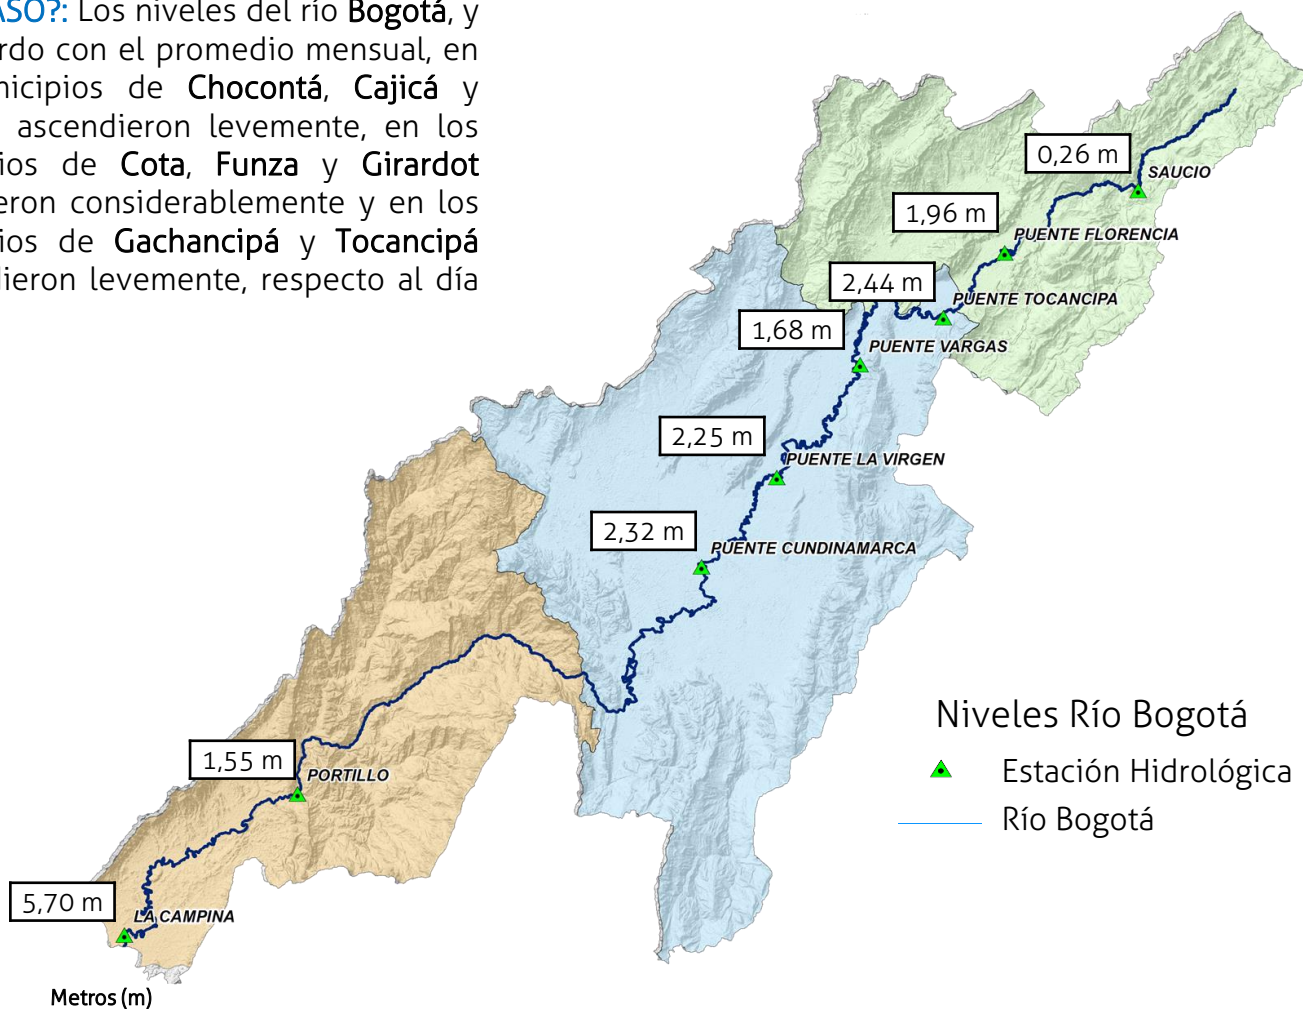 ASÓ?: Los niveles del río Bogotá, y
rdo con el promedio mensual, en
nicipios de Chocontá, Cajicá y
ascendieron levemente, en los
ios de Cota, Funza y Girardot
eron considerablemente y en los
ios de Gachancipá y Tocancipá
dieron levemente, respecto al día
0,26 m
SAUCIO
1,96 m
PUENTE FLORENCIA
2,44 m
PUENTE TOCANCIPA
1,68 m
PUENTE VARGAS
2,25 m
PUENTE LA VIRGEN
2,32 m
PUENTE CUNDINAMARCA
Niveles Río Bogotá
Estación Hidrológica
Río Bogotá
1,55 m
PORTILLO
5,70 m
LA CAMPINA
Metros (m)